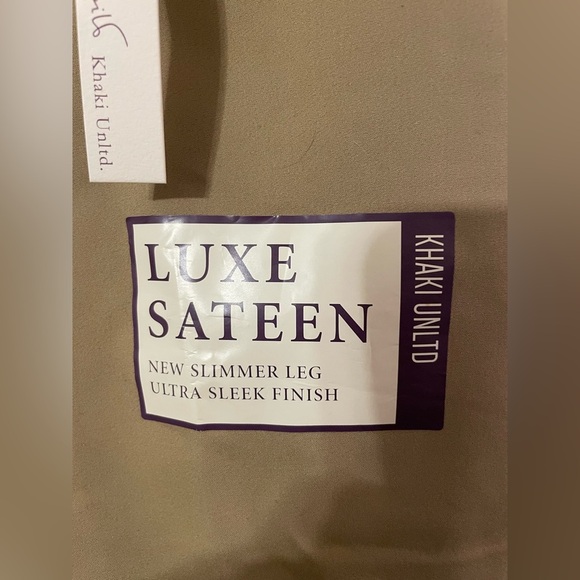 Khaki Unltd.
LUXE
SATEEN
NEW SLIMMER LEG
ULTRA SLEEK FINISH
KHAKI UNLTD